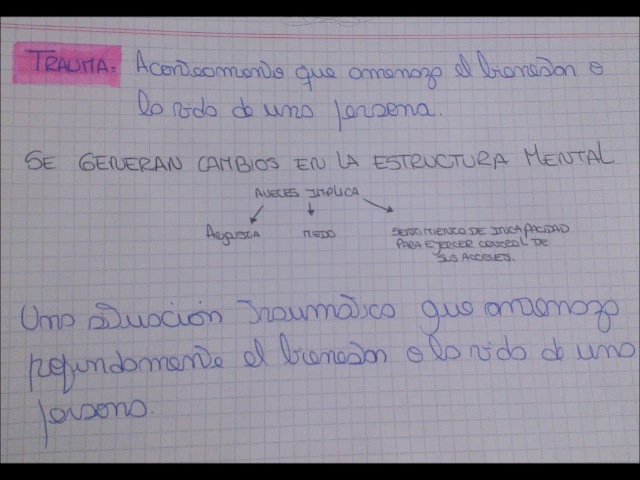 TRAUMA: Acontecimiento que amenaza el bienestar o
la vida de una persona.
SE GENERAN CAMBIOS EN LA ESTRUCTURA MENTAL
AVECES IMPLICA
Angustia MIEDO SENTIMIENTO DE INCAPACIDAD
PARA EJERCER CONTROL DE
SUS ACCIONES.
Una situación traumática que amenaza
profundamente el bienestar o la vida de una
persona.